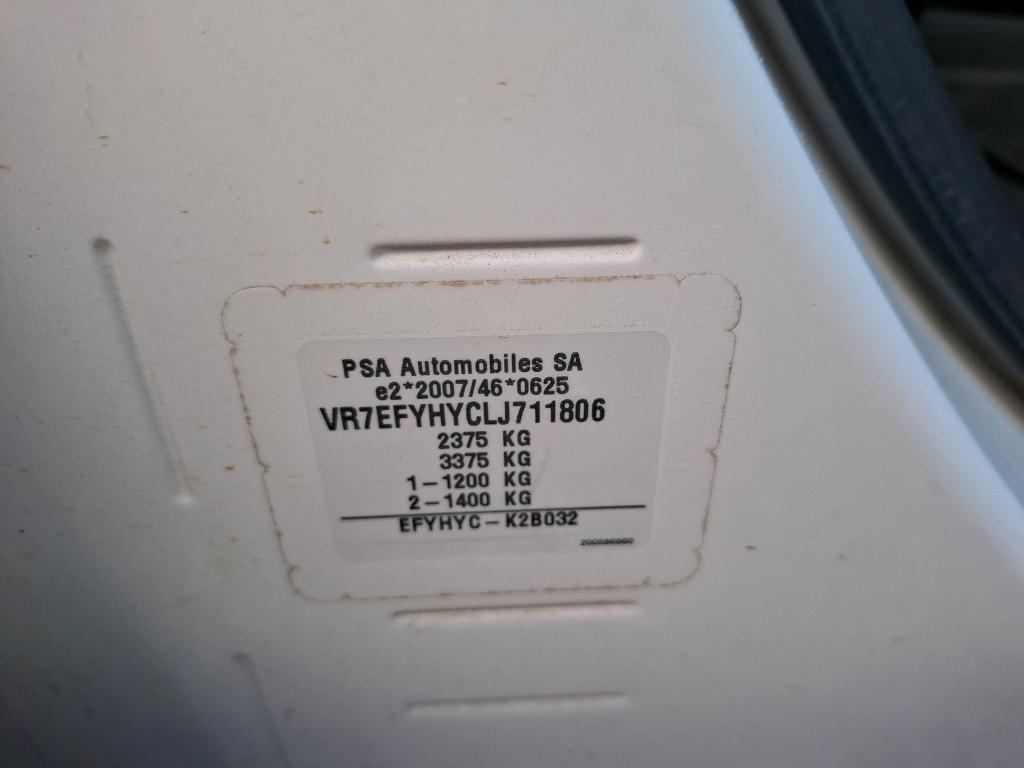 PSA Automobiles SA
e2*2007/46*0625
VR7EFYHYCLJ711806
2375 KG
3375 KG
1-1200 KG
2-1400 KG
EFYHYC-K2B032